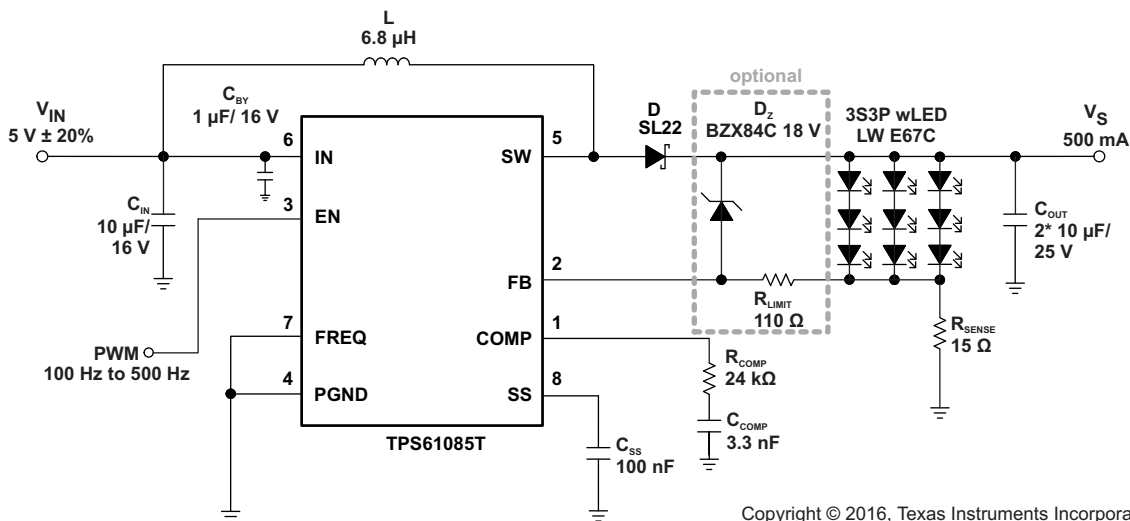 L
6.8 µH
optional
V_IN
5 V ± 20%
C_BY
1 µF/ 16 V
D
SL22
D_Z
BZX84C 18 V
3S3P wLED
LW E67C
V_S
500 mA
6
IN
5
SW
C_IN
10 µF/
16 V
3
EN
C_OUT
2* 10 µF/
25 V
2
FB
R_LIMIT
110 Ω
7
FREQ
1
COMP
R_SENSE
15 Ω
PWM
100 Hz to 500 Hz
4
PGND
8
SS
R_COMP
24 kΩ
C_COMP
3.3 nF
TPS61085T
C_SS
100 nF
Copyright © 2016, Texas Instruments Incorpora